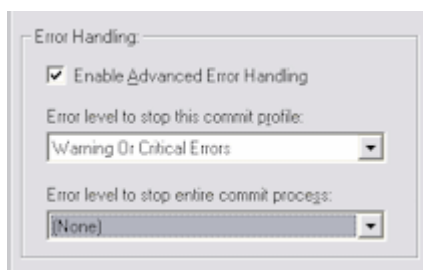 Error Handling:
Enable Advanced Error Handling
Error level to stop this commit profile:
Warning Or Critical Errors
Error level to stop entire commit process:
(None)